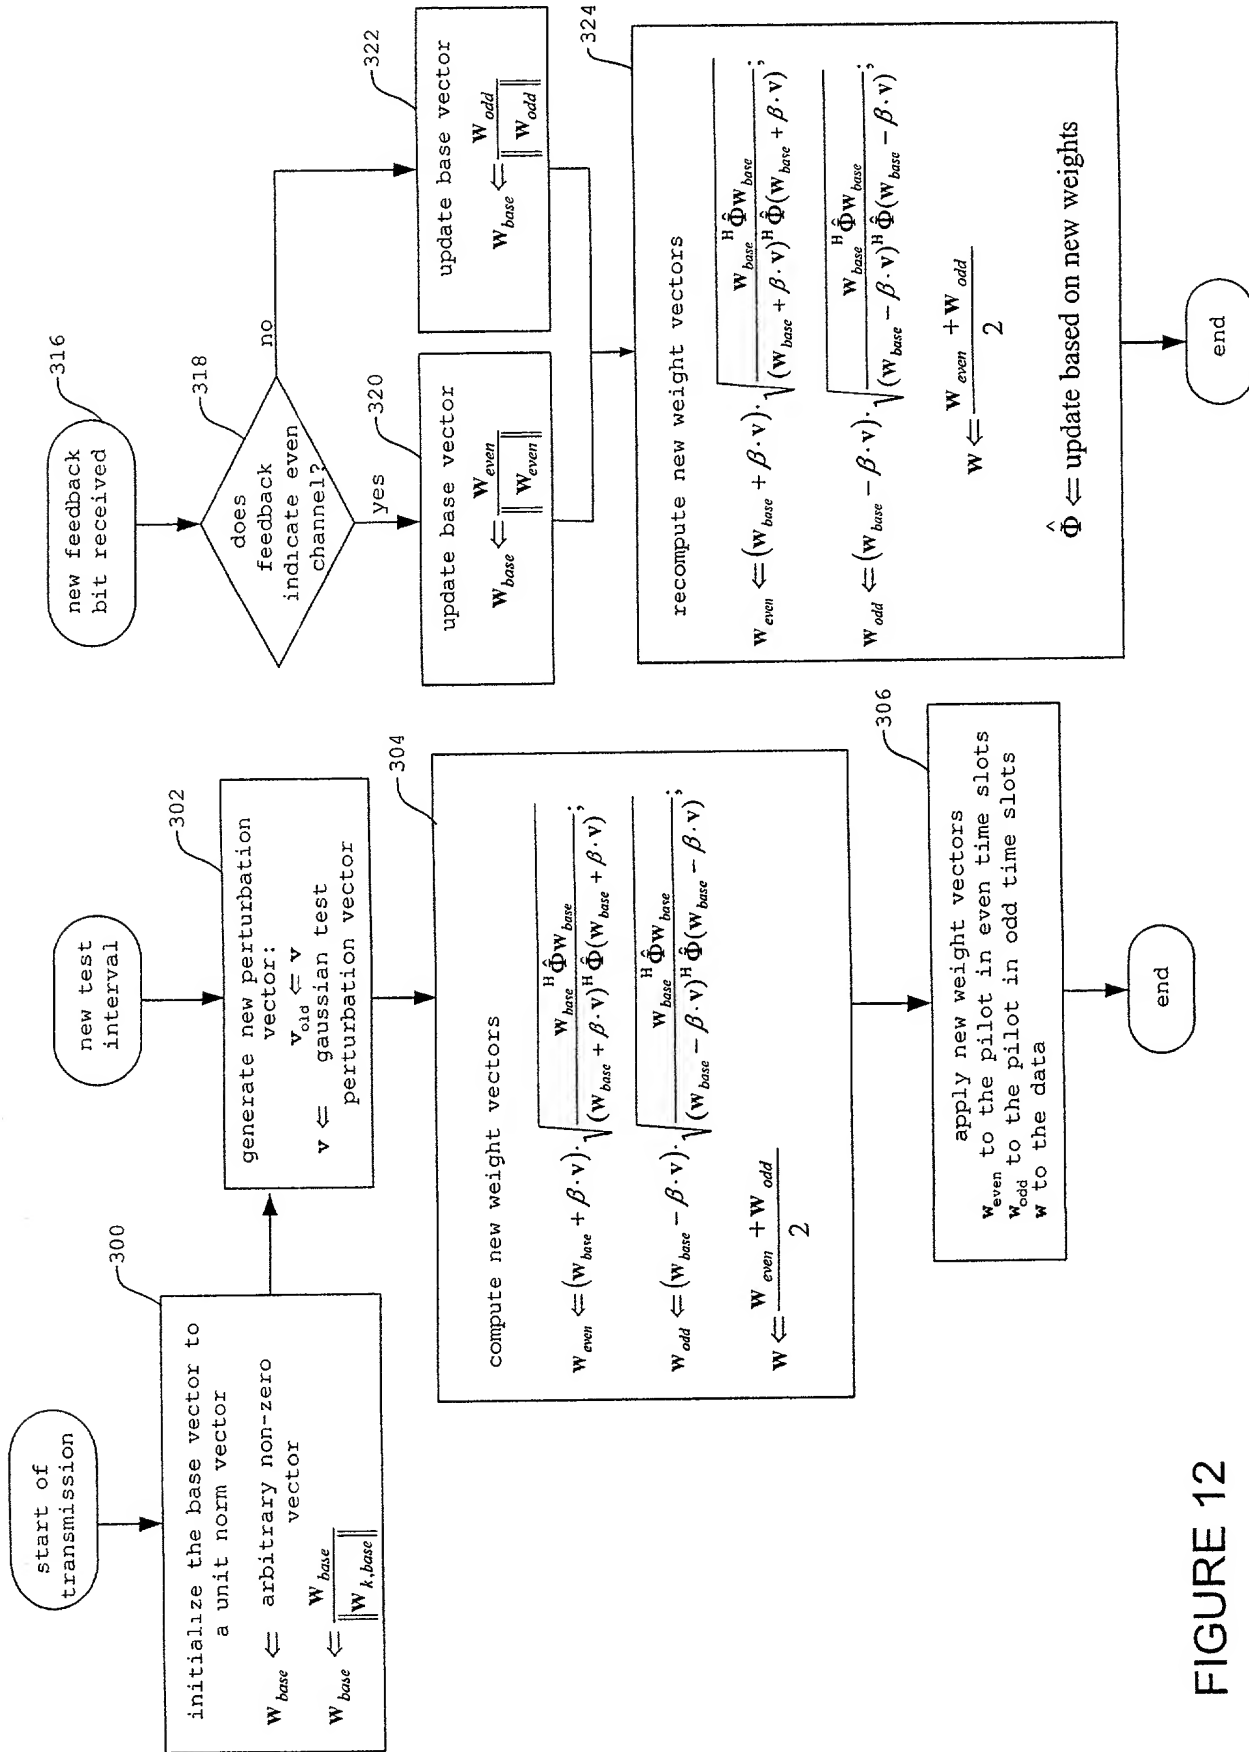 start of
transmission
300
initialize the base vector to
a unit norm vector
w_base ⇐ arbitrary non-zero
vector
w_base ⇐ w_base / ‖w_k,base‖
new test
interval
302
generate new perturbation
vector:
v_old ⇐ v
v ⇐ gaussian test
perturbation vector
304
compute new weight vectors
w_even ⇐ (w_base + β · v) · √(w_base^H Φ̂ w_base / (w_base + β · v)^H Φ̂ (w_base + β · v));
w_odd ⇐ (w_base − β · v) · √(w_base^H Φ̂ w_base / (w_base − β · v)^H Φ̂ (w_base − β · v));
w ⇐ (w_even + w_odd) / 2
306
apply new weight vectors
w_even to the pilot in even time slots
w_odd to the pilot in odd time slots
w to the data
end
316
new feedback
bit received
318
does
feedback
indicate even
channel?
yes
no
320
update base vector
w_base ⇐ w_even / ‖w_even‖
322
update base vector
w_base ⇐ w_odd / ‖w_odd‖
324
recompute new weight vectors
w_even ⇐ (w_base + β · v) · √(w_base^H Φ̂ w_base / (w_base + β · v)^H Φ̂ (w_base + β · v));
w_odd ⇐ (w_base − β · v) · √(w_base^H Φ̂ w_base / (w_base − β · v)^H Φ̂ (w_base − β · v));
w ⇐ (w_even + w_odd) / 2
Φ̂ ⇐ update based on new weights
end
FIGURE 12